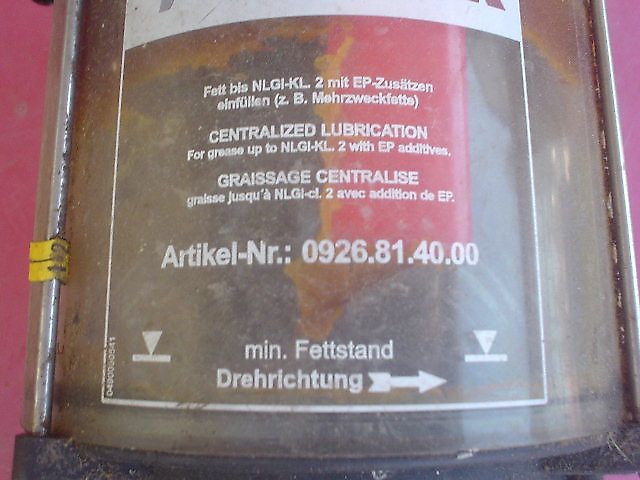 Fett bis NLGI-KL. 2 mit EP-Zusätzen
einfüllen (z. B. Mehrzweckfette)
CENTRALIZED LUBRICATION
For grease up to NLGI-KL. 2 with EP additives.
GRAISSAGE CENTRALISE
graisse jusqu'à NLGI-cl. 2 avec addition de EP.
Artikel-Nr.: 0926.81.40.00
min. Fettstand
Drehrichtung